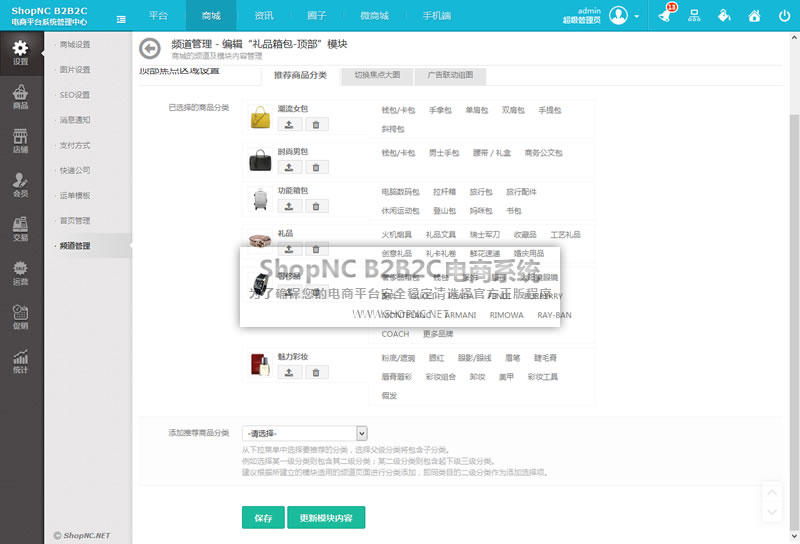 ShopNC B2B2C
电商平台系统管理中心
平台 商城 资讯 圈子 微商城 手机端
admin
超级管理员
13
设置
商品
店铺
会员
交易
运营
促销
统计
商城设置
图片设置
SEO设置
消息通知
支付方式
快递公司
运单模板
首页管理
频道管理
© ShopNC.NET
频道管理 - 编辑“礼品箱包-顶部”模块
商城的频道及模块内容管理
顶部焦点区域设置
推荐商品分类 切换焦点大图 广告联动组图
已选择的商品分类
潮流女包
钱包/卡包 手拿包 单肩包 双肩包 手提包
斜挎包
时尚男包
钱包/卡包 男士手包 腰带／礼盒 商务公文包
功能箱包
电脑数码包 拉杆箱 旅行包 旅行配件
休闲运动包 登山包 妈咪包 书包
礼品
火机烟具 礼品文具 瑞士军刀 收藏品 工艺礼品
创意礼品 礼卡礼卷 鲜花速递 婚庆用品
奢侈品
ShopNC B2B2C电商系统
为了确保您的电商平台安全稳定请选择官方正版程序
WWW.SHOPNC.NET
BURBERRY
ARMANI RIMOWA RAY-BAN
COACH 更多品牌
魅力彩妆
粉底/遮瑕 腮红 眼影/眼线 眉笔 睫毛膏
唇膏唇彩 彩妆组合 卸妆 美甲 彩妆工具
假发
添加推荐商品分类
-请选择-
从下拉菜单中选择要推荐的分类，选择父级分类将包含子分类。
例如选择某一级分类则包含其二级分类；某二级分类则包含起下级三级分类。
建议根据所建立的模块适用的频道页面进行分类添加，即同类目的二级分类作为添加选择项。
保存 更新模块内容